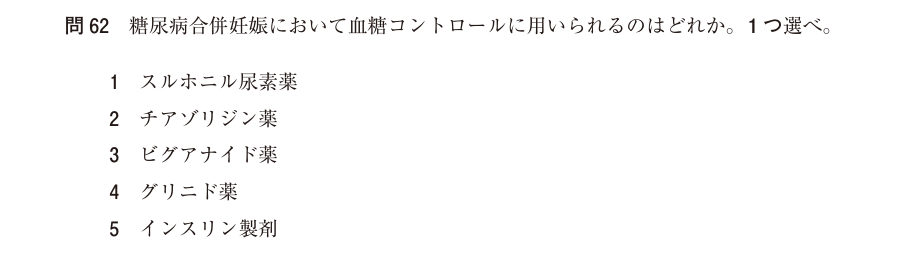 問62 糖尿病合併妊娠において血糖コントロールに用いられるのはどれか。1つ選べ。
1 スルホニル尿素薬
2 チアゾリジン薬
3 ビグアナイド薬
4 グリニド薬
5 インスリン製剤